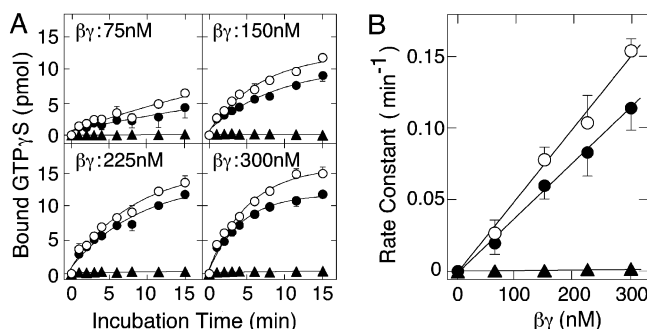 A
βγ:75nM
βγ:150nM
15
10
5
0
βγ:225nM
βγ:300nM
15
10
5
0
0 5 10 15 0 5 10 15
Bound GTPγS (pmol)
Incubation Time (min)
B
0.15
0.10
0.05
0
0 100 200 300
Rate Constant (min-1)
βγ (nM)